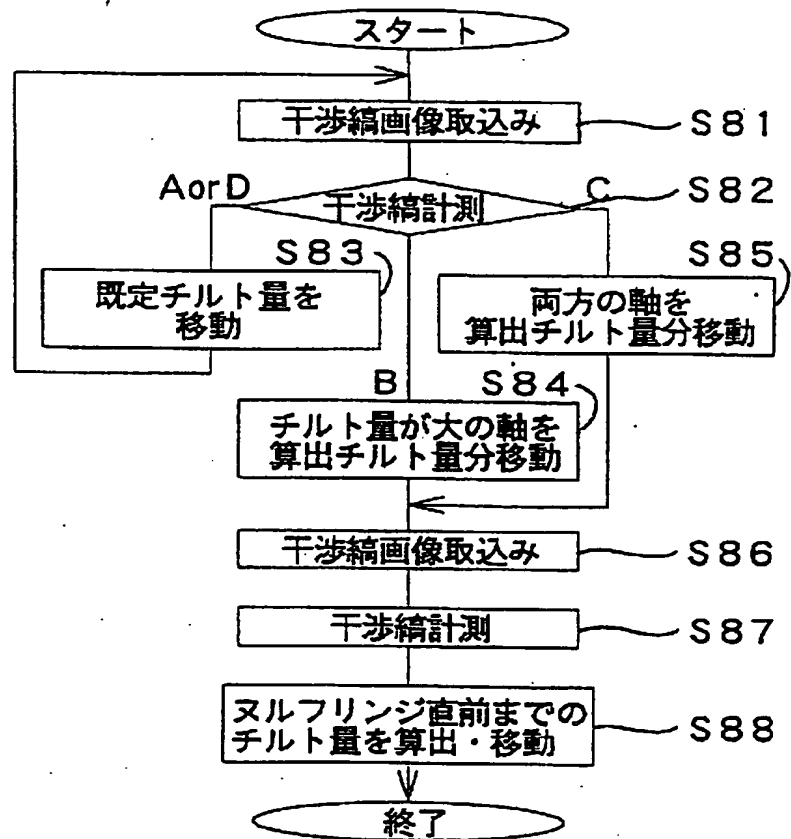 スタート
干渉縞画像取込み
S81
AorD
干渉縞計測
C
S82
S83
S85
既定チルト量を
移動
両方の軸を
算出チルト量分移動
B
S84
チルト量が大の軸を
算出チルト量分移動
干渉縞画像取込み
S86
干渉縞計測
S87
ヌルフリンジ直前までの
チルト量を算出・移動
S88
終了